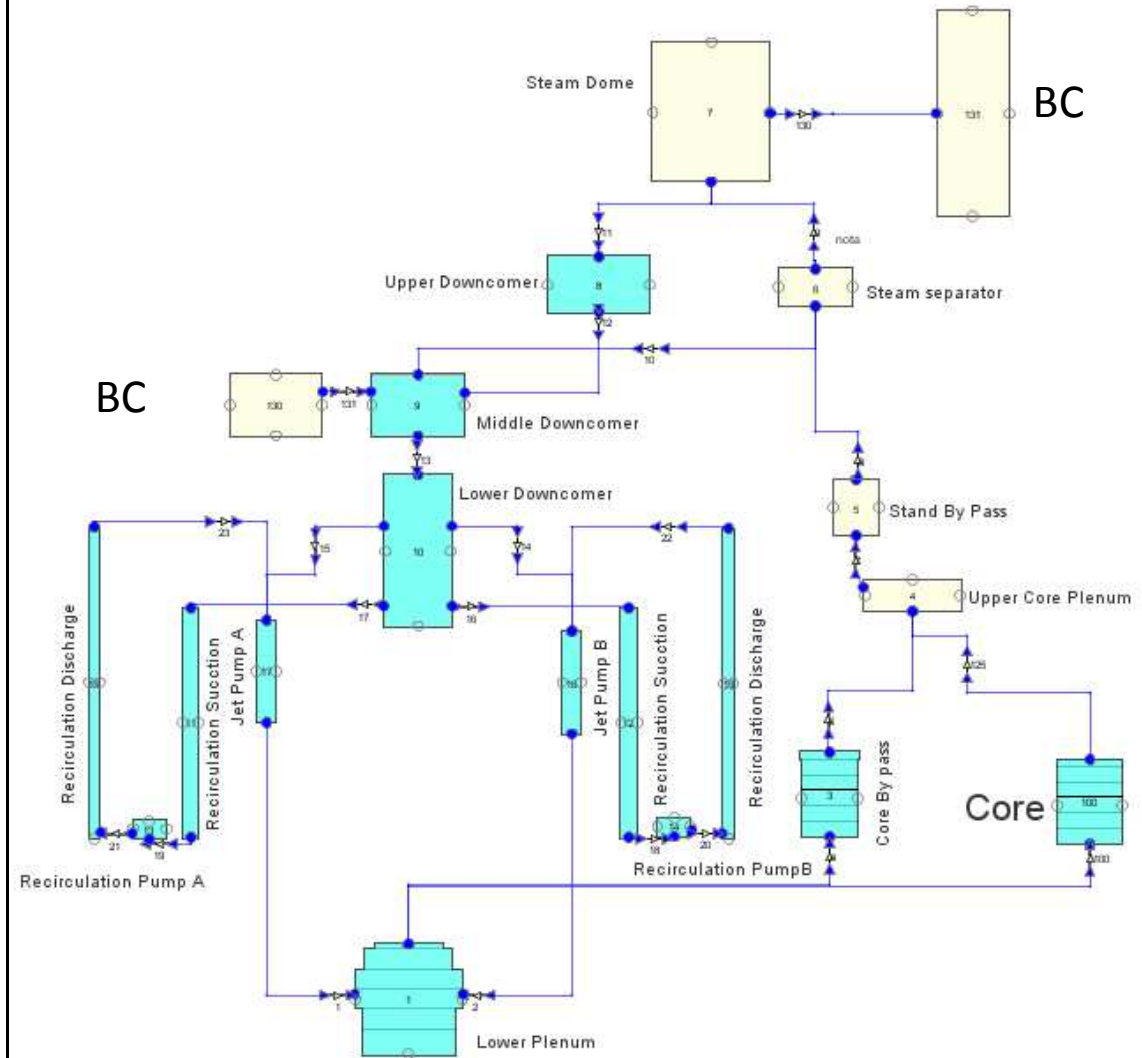 BC
Steam Dome
7
130
131
11
nota
Upper Downcomer
8
6
Steam separator
12
10
BC
130
131
9
Middle Downcomer
13
Lower Downcomer
5
Stand By Pass
23
15
10
14
22
4
Upper Core Plenum
17
16
125
Recirculation Discharge
Recirculation Sucction
Jet Pump A
Jet Pump B
Recirculation Sucction
Recirculation Discharge
3
Core By pass
Core
100
21
19
18
20
100
Recirculation Pump A
Recirculation PumpB
1
1
2
Lower Plenum